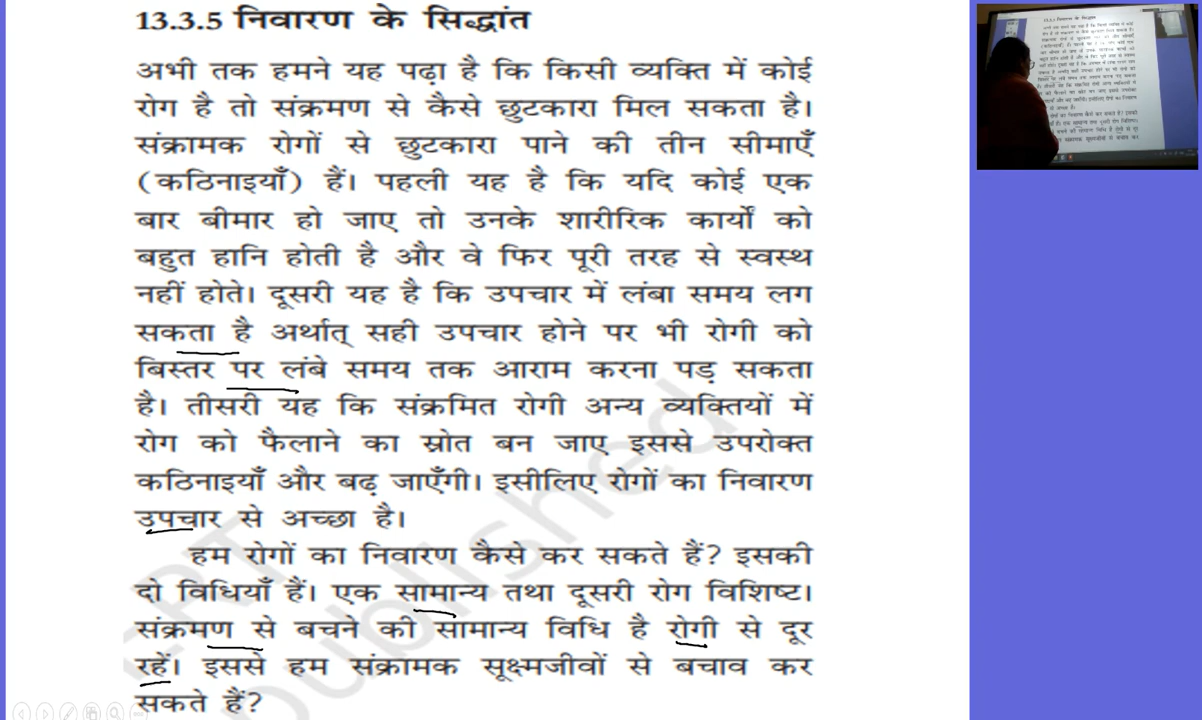 13.3.5 निवारण के सिद्धांत
अभी तक हमने यह पढ़ा है कि किसी व्यक्ति में कोई
रोग है तो संक्रमण से कैसे छुटकारा मिल सकता है।
संक्रामक रोगों से छुटकारा पाने की तीन सीमाएँ
(कठिनाइयाँ) हैं। पहली यह है कि यदि कोई एक
बार बीमार हो जाए तो उनके शारीरिक कार्यों को
बहुत हानि होती है और वे फिर पूरी तरह से स्वस्थ
नहीं होते। दूसरी यह है कि उपचार में लंबा समय लग
सकता है अर्थात् सही उपचार होने पर भी रोगी को
बिस्तर पर लंबे समय तक आराम करना पड़ सकता
है। तीसरी यह कि संक्रमित रोगी अन्य व्यक्तियों में
रोग को फैलाने का स्रोत बन जाए इससे उपरोक्त
कठिनाइयाँ और बढ़ जाएँगी। इसीलिए रोगों का निवारण
उपचार से अच्छा है।
हम रोगों का निवारण कैसे कर सकते हैं? इसकी
दो विधियाँ हैं। एक सामान्य तथा दूसरी रोग विशिष्ट।
संक्रमण से बचने की सामान्य विधि है रोगी से दूर
रहें। इससे हम संक्रामक सूक्ष्मजीवों से बचाव कर
सकते हैं?